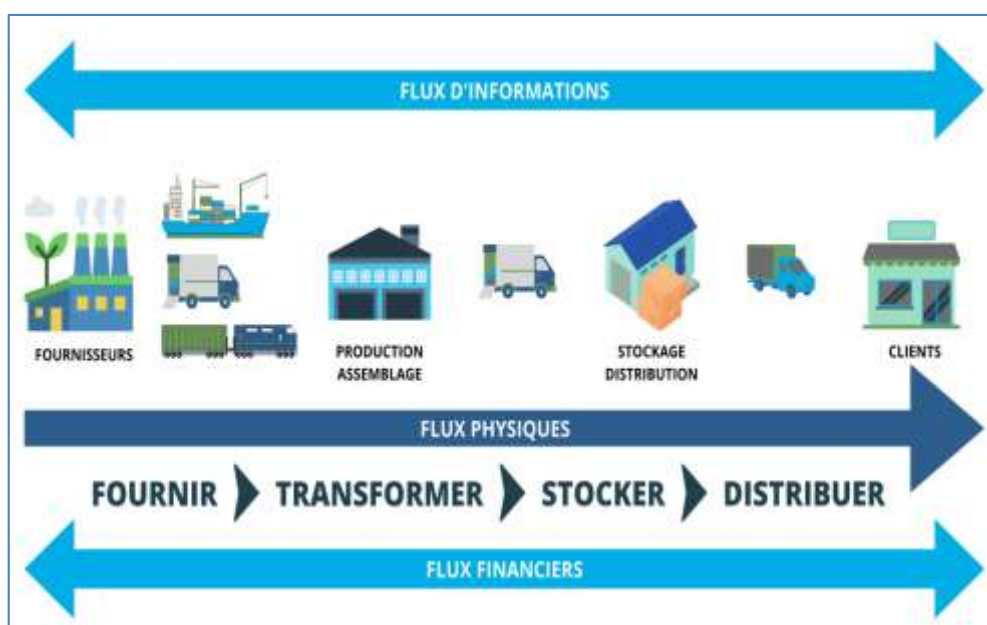 FLUX D'INFORMATIONS
FOURNISSEURS
PRODUCTION
ASSEMBLAGE
STOCKAGE
DISTRIBUTION
CLIENTS
FLUX PHYSIQUES
FOURNIR TRANSFORMER STOCKER DISTRIBUER
FLUX FINANCIERS